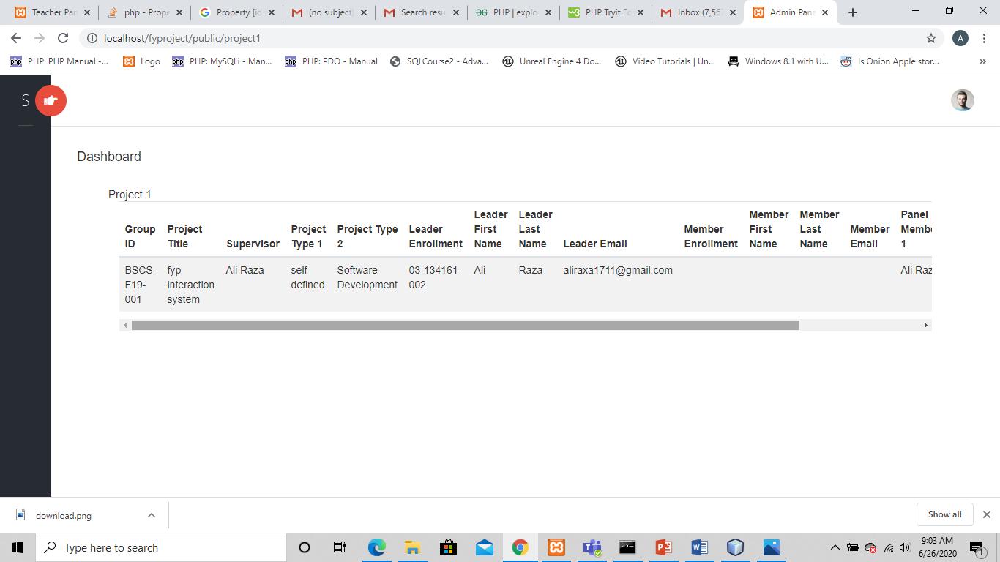 Teacher Par
php - Prope
Property [id
(no subject)
Search resu
PHP | explo
PHP Tryit Ed
Inbox (7,567
Admin Pane
localhost/fyproject/public/project1
A
PHP: PHP Manual -...
Logo
PHP: MySQLi - Man...
PHP: PDO - Manual
SQLCourse2 - Adva...
Unreal Engine 4 Do...
Video Tutorials | Un...
Windows 8.1 with U...
Is Onion Apple stor...
»
S
Dashboard
Project 1
Group ID
Project Title
Supervisor
Project Type 1
Project Type 2
Leader Enrollment
Leader First Name
Leader Last Name
Leader Email
Member Enrollment
Member First Name
Member Last Name
Member Email
Panel Membe 1
BSCS-F19-001
fyp interaction system
Ali Raza
self defined
Software Development
03-134161-002
Ali
Raza
aliraxa1711@gmail.com
Ali Raz
download.png
Show all
Type here to search
9:03 AM
6/26/2020
1